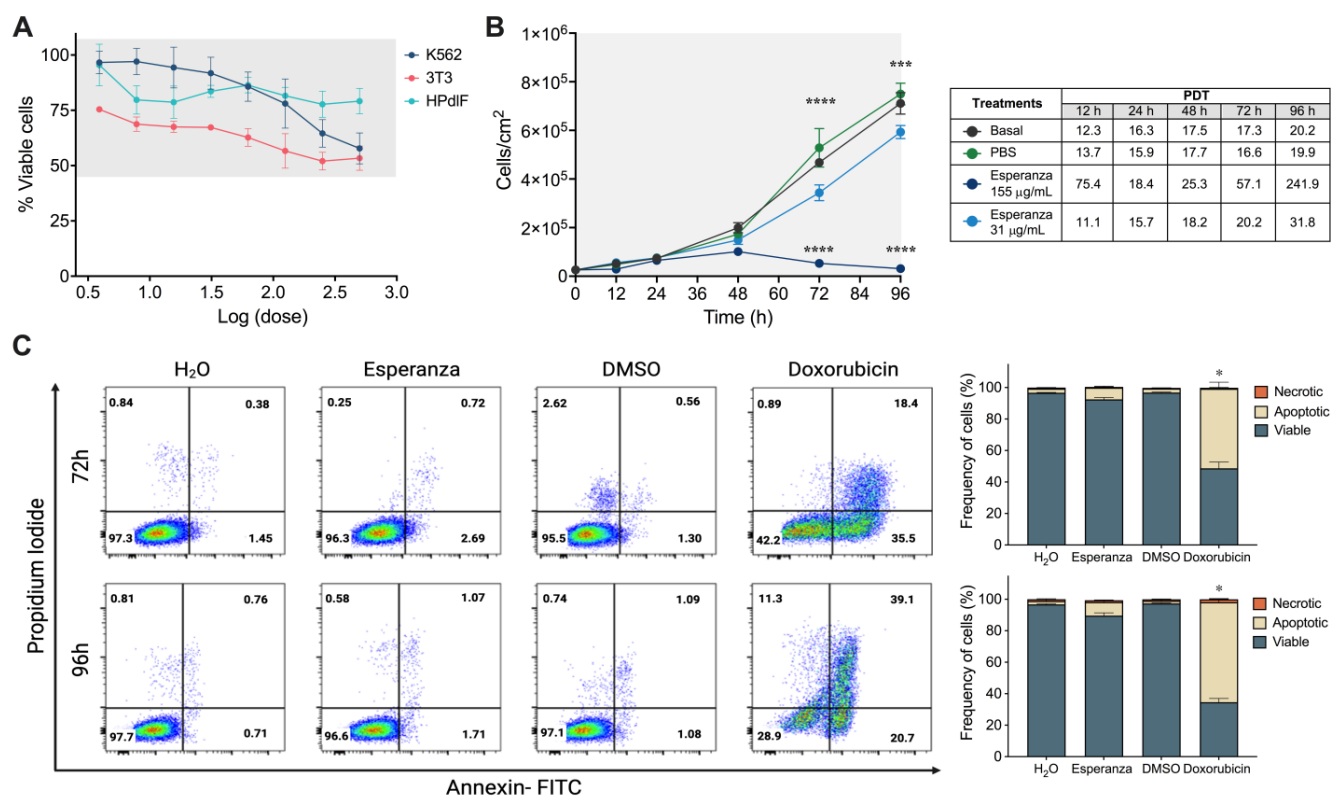 A
100
75
50
25
0
% Viable cells
0.5 1.0 1.5 2.0 2.5 3.0
Log (dose)
K562
3T3
HPdlF
B
1×10⁶
8×10⁵
6×10⁵
4×10⁵
2×10⁵
0
Cells/cm²
0 12 24 36 48 60 72 84 96
Time (h)
****
***
****
****
Treatments PDT
12 h 24 h 48 h 72 h 96 h
Basal 12.3 16.3 17.5 17.3 20.2
PBS 13.7 15.9 17.7 16.6 19.9
Esperanza
155 µg/mL 75.4 18.4 25.3 57.1 241.9
Esperanza
31 µg/mL 11.1 15.7 18.2 20.2 31.8
C
H₂O Esperanza DMSO Doxorubicin
Propidium Iodide
72h
0.84 0.38
97.3 1.45
0.25 0.72
96.3 2.69
2.62 0.56
95.5 1.30
0.89 18.4
42.2 35.5
96h
0.81 0.76
97.7 0.71
0.58 1.07
96.6 1.71
0.74 1.09
97.1 1.08
11.3 39.1
28.9 20.7
Annexin- FITC
Frequency of cells (%)
100
80
60
40
20
0
*
H₂O Esperanza DMSO Doxorubicin
Necrotic
Apoptotic
Viable
Frequency of cells (%)
100
80
60
40
20
0
*
H₂O Esperanza DMSO Doxorubicin
Necrotic
Apoptotic
Viable